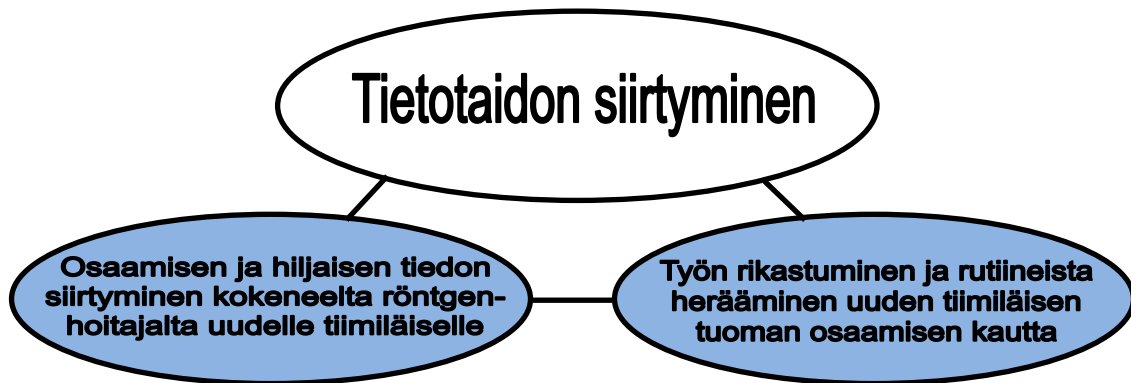 Tietotaidon siirtyminen
Osaamisen ja hiljaisen tiedon
siirtyminen kokeneelta röntgen-
hoitajalta uudelle tiimiläiselle
Työn rikastuminen ja rutiineista
herääminen uuden tiimiläisen
tuoman osaamisen kautta